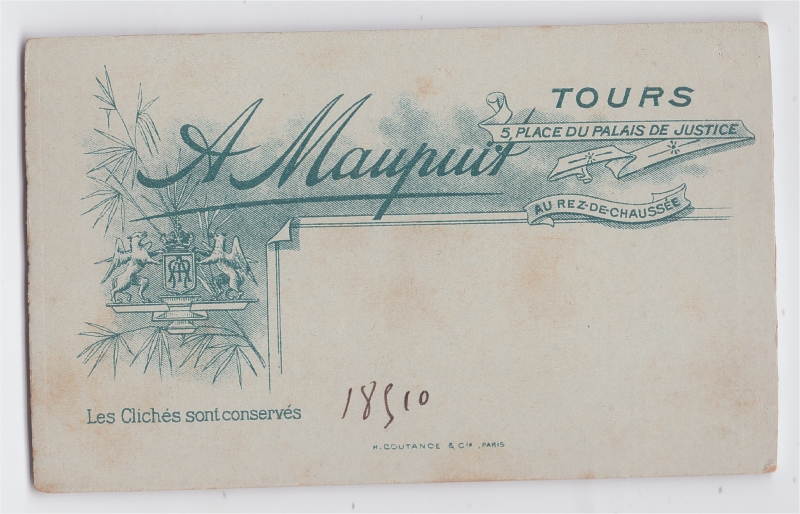 TOURS
A Maupuit
5, PLACE DU PALAIS DE JUSTICE
AU REZ-DE-CHAUSSÉE
Les Clichés sont conservés
18510
H. COUTANCE & Cie, PARIS